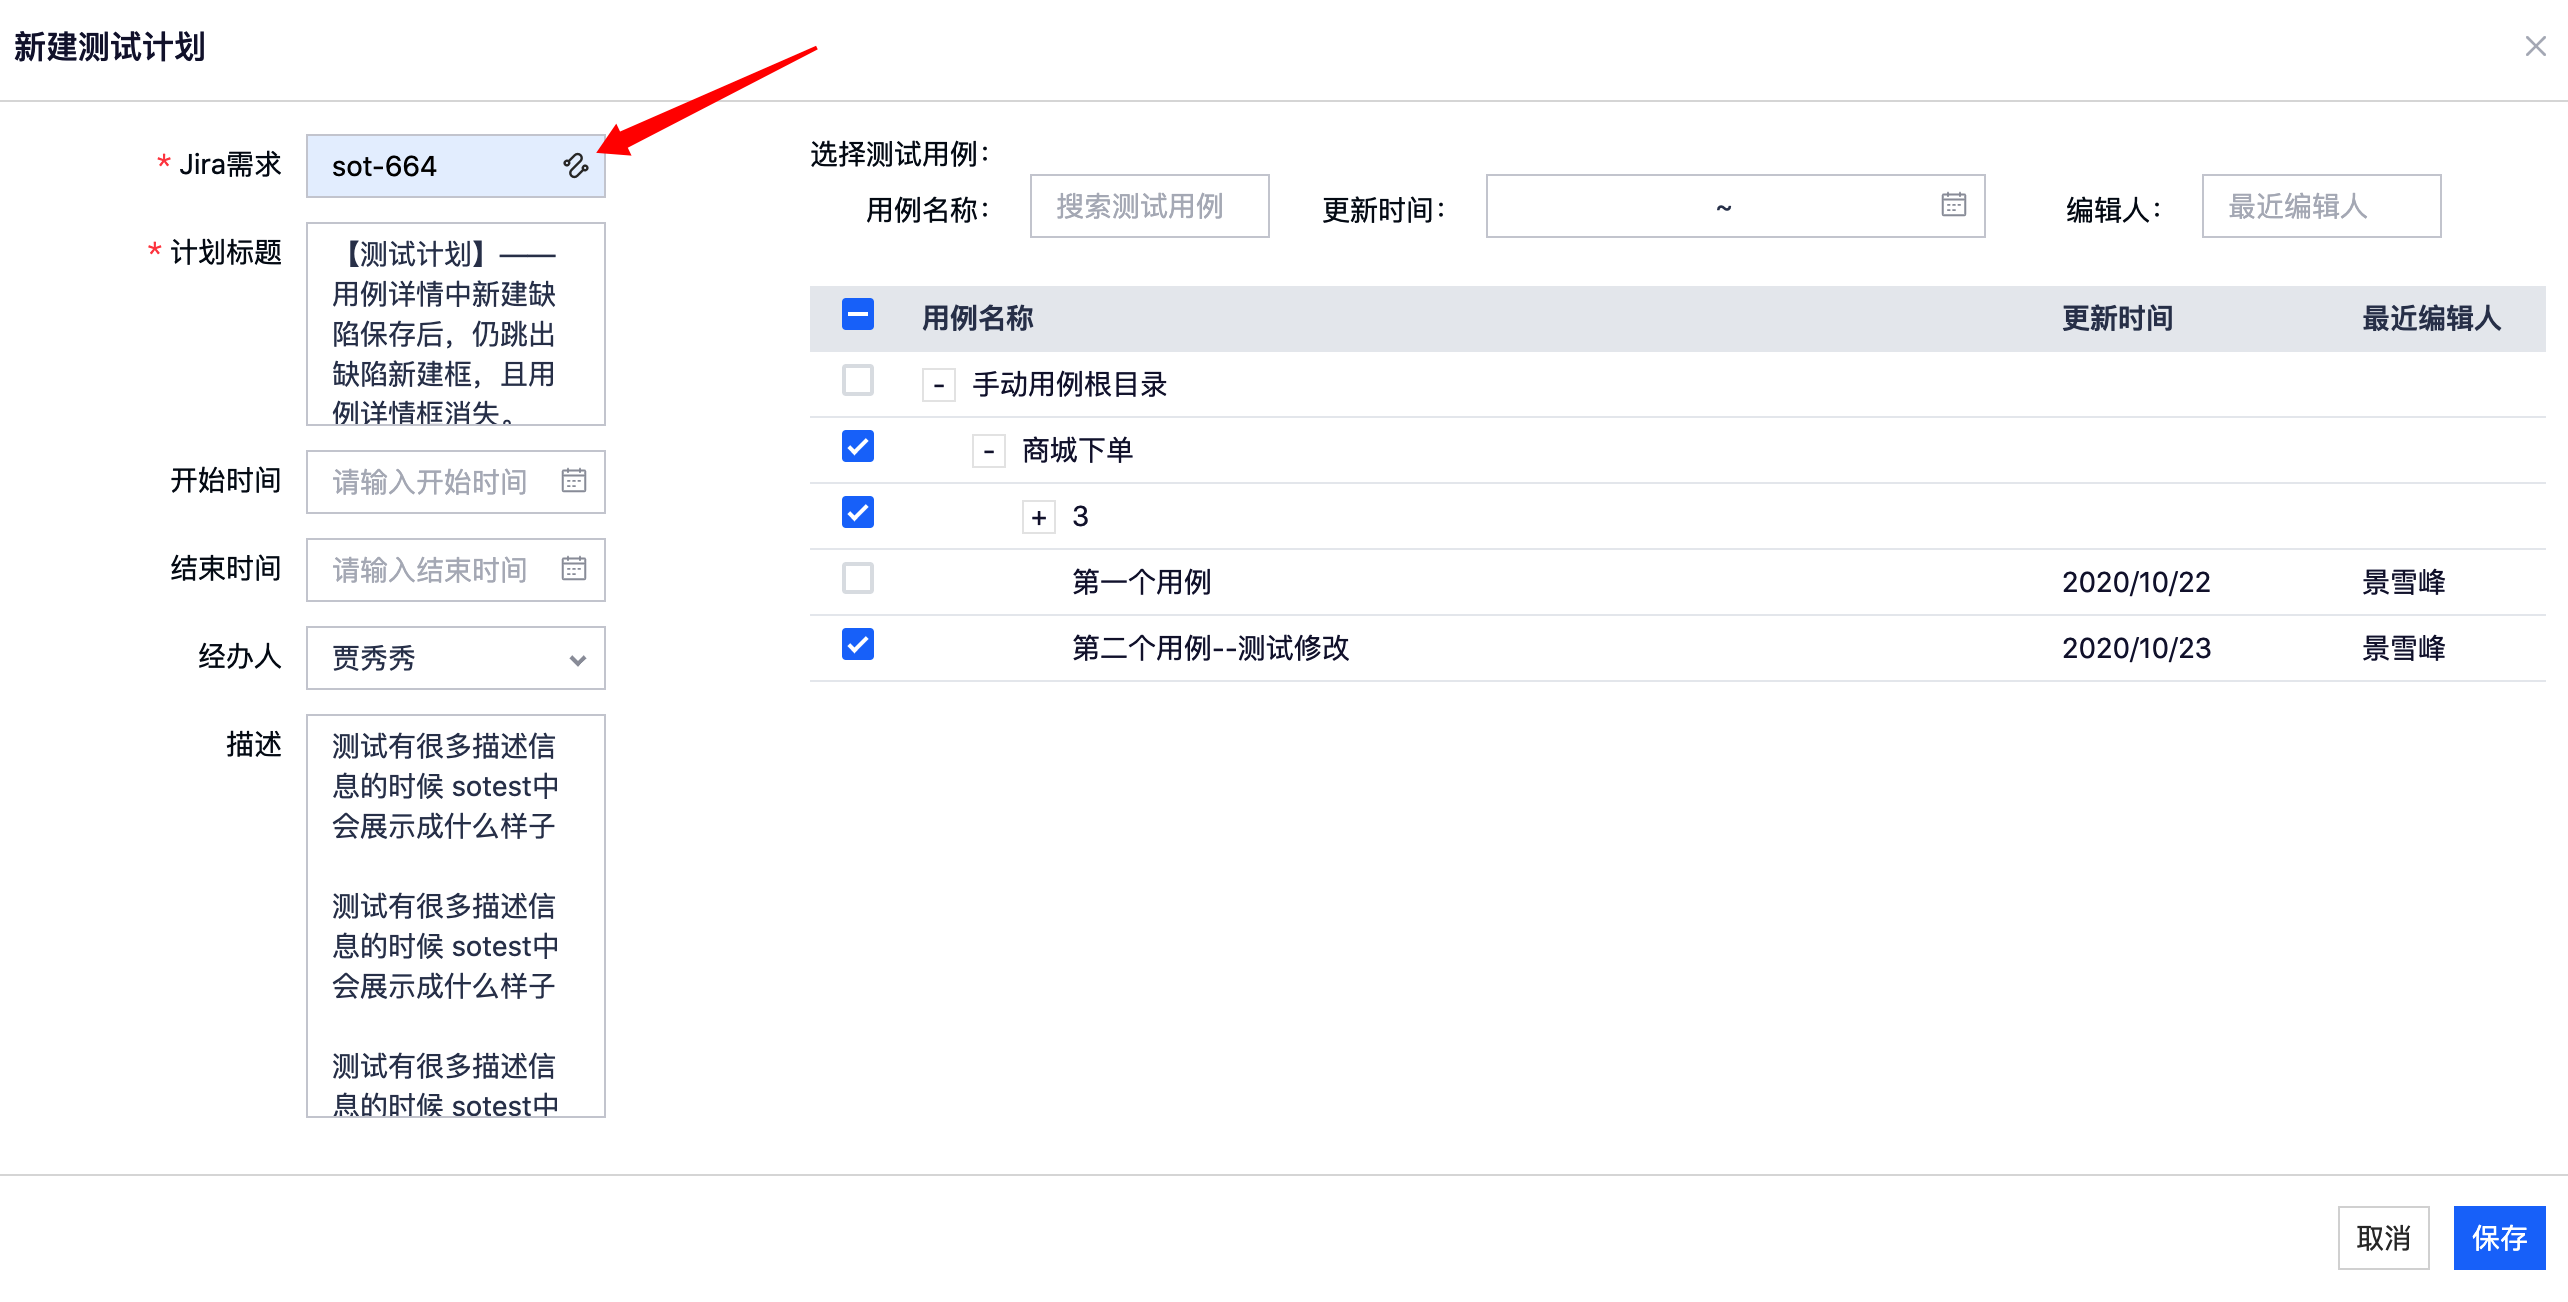 新建测试计划
* Jira需求
sot-664
* 计划标题
【测试计划】——
用例详情中新建缺
陷保存后，仍跳出
缺陷新建框，且用
例详情框消失。
开始时间
请输入开始时间
结束时间
请输入结束时间
经办人
贾秀秀
描述
测试有很多描述信
息的时候 sotest中
会展示成什么样子
测试有很多描述信
息的时候 sotest中
会展示成什么样子
测试有很多描述信
息的时候 sotest中
选择测试用例：
用例名称： 搜索测试用例 更新时间： ~ 编辑人： 最近编辑人
用例名称 更新时间 最近编辑人
- 手动用例根目录
- 商城下单
+ 3
第一个用例 2020/10/22 景雪峰
第二个用例--测试修改 2020/10/23 景雪峰
取消 保存